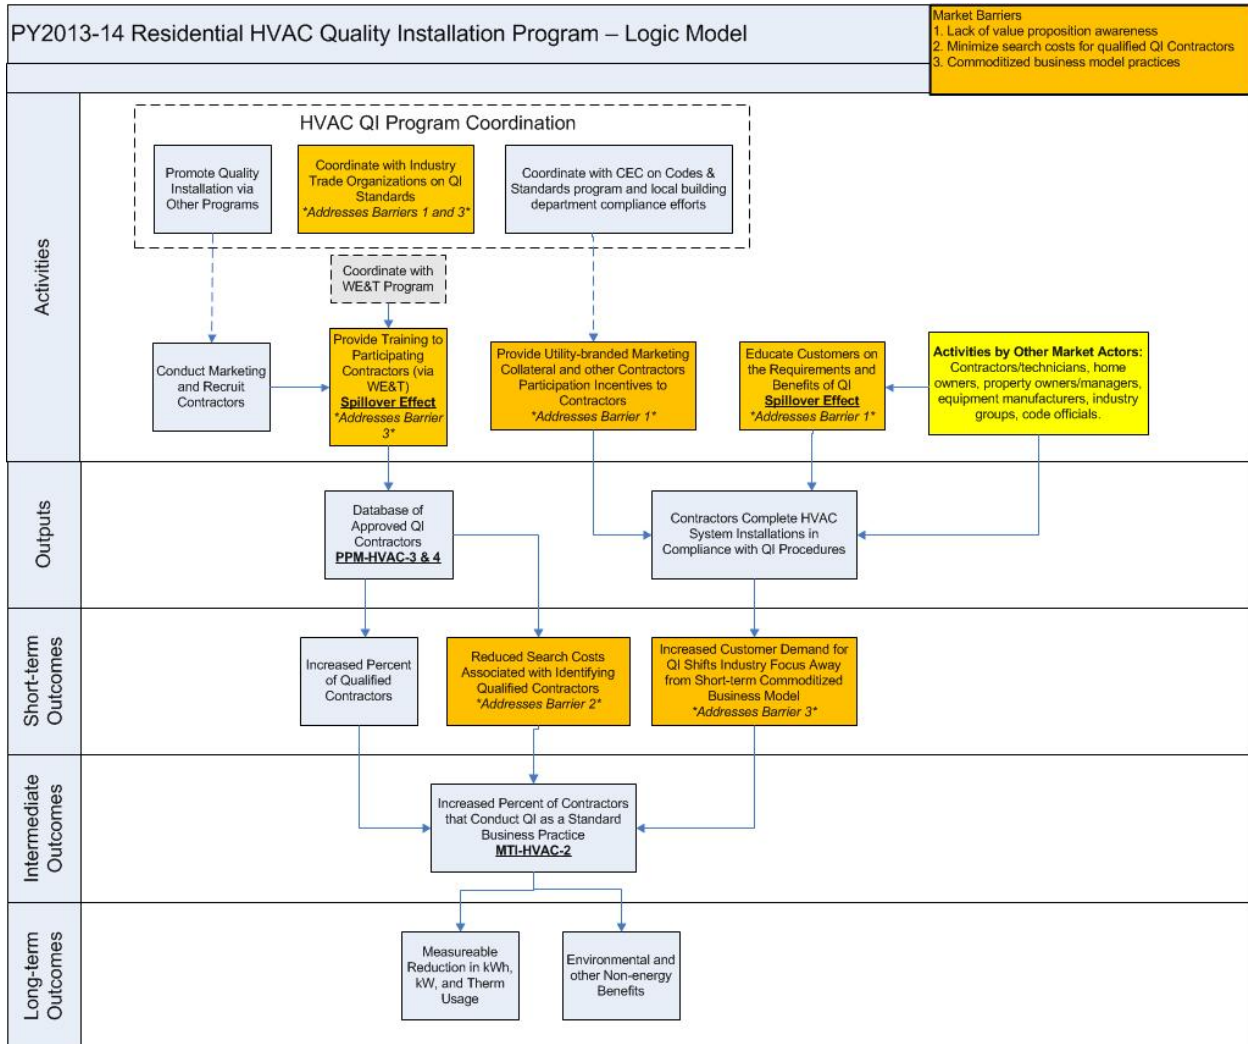 PY2013-14 Residential HVAC Quality Installation Program – Logic Model
Market Barriers
1. Lack of value proposition awareness
2. Minimize search costs for qualified QI Contractors
3. Commoditized business model practices
Activities
HVAC QI Program Coordination
Promote Quality
Installation via
Other Programs
Coordinate with Industry
Trade Organizations on QI
Standards
*Addresses Barriers 1 and 3*
Coordinate with CEC on Codes &
Standards program and local building
department compliance efforts
Coordinate with
WE&T Program
Conduct Marketing
and Recruit
Contractors
Provide Training to
Participating
Contractors (via
WE&T)
Spillover Effect
*Addresses Barrier
3*
Provide Utility-branded Marketing
Collateral and other Contractors
Participation Incentives to
Contractors
*Addresses Barrier 1*
Educate Customers on
the Requirements and
Benefits of QI
Spillover Effect
*Addresses Barrier 1*
Activities by Other Market Actors:
Contractors/technicians, home
owners, property owners/managers,
equipment manufacturers, industry
groups, code officials.
Outputs
Database of
Approved QI
Contractors
PPM-HVAC-3 & 4
Contractors Complete HVAC
System Installations in
Compliance with QI Procedures
Short-term
Outcomes
Increased Percent
of Qualified
Contractors
Reduced Search Costs
Associated with Identifying
Qualified Contractors
*Addresses Barrier 2*
Increased Customer Demand for
QI Shifts Industry Focus Away
from Short-term Commoditized
Business Model
*Addresses Barrier 3*
Intermediate
Outcomes
Increased Percent of Contractors
that Conduct QI as a Standard
Business Practice
MTI-HVAC-2
Long-term
Outcomes
Measureable
Reduction in kWh,
kW, and Therm
Usage
Environmental and
other Non-energy
Benefits